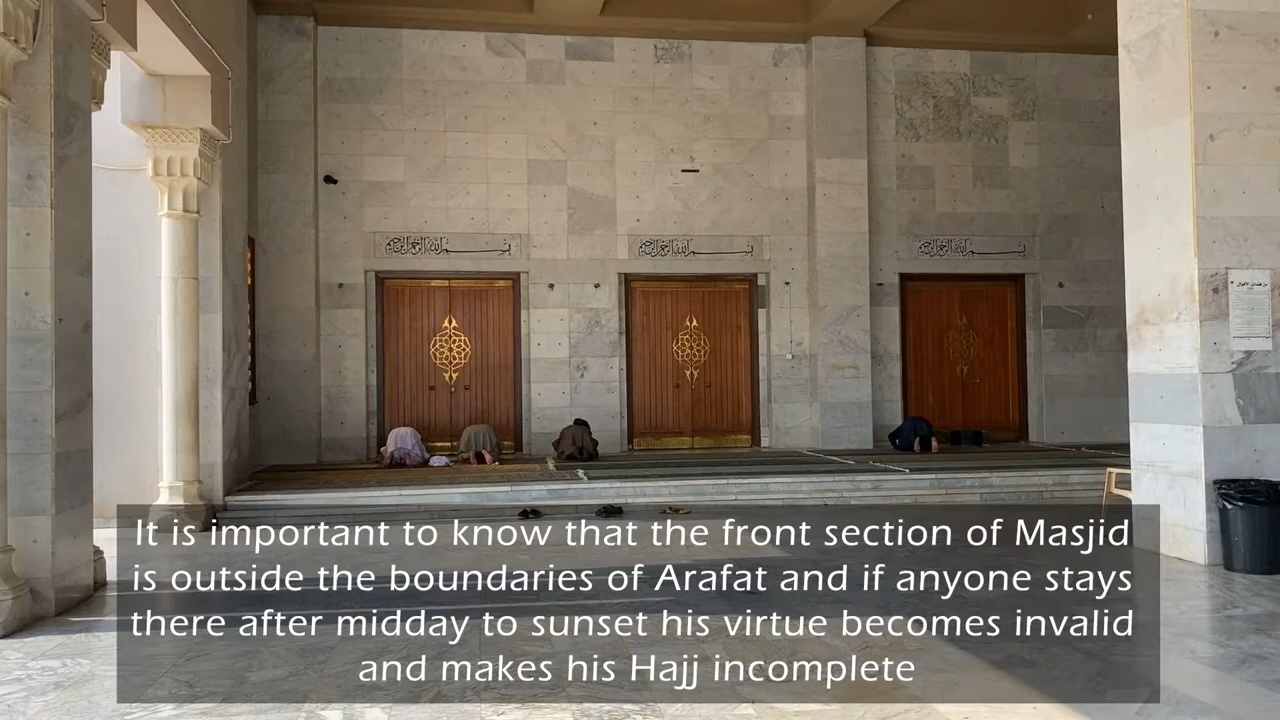 بسم الله الرحمن الرحيم
بسم الله الرحمن الرحيم
بسم الله الرحمن الرحيم
It is important to know that the front section of Masjid
is outside the boundaries of Arafat and if anyone stays
there after midday to sunset his virtue becomes invalid
and makes his Hajj incomplete